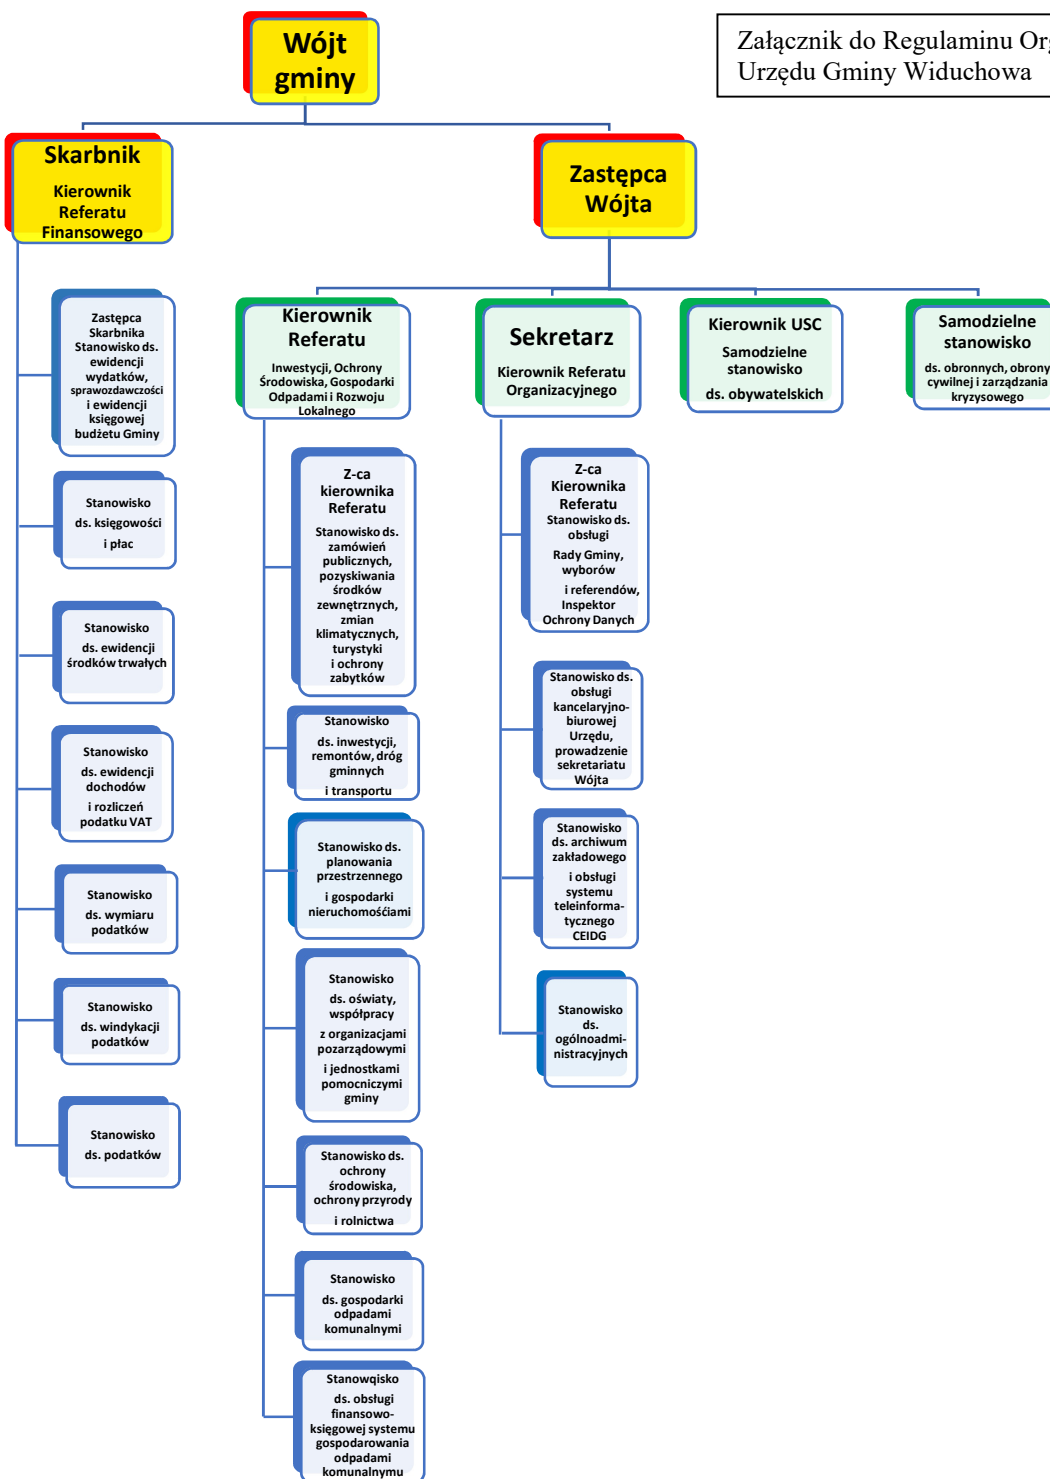 Wójt
gminy
Załącznik do Regulaminu Org
Urzędu Gminy Widuchowa
Skarbnik
Kierownik
Referatu
Finansowego
Zastępca
Wójta
Zastępca
Skarbnika
Stanowisko ds.
ewidencji
wydatków,
sprawozdawczości
i ewidencji
księgowej
budżetu Gminy
Stanowisko
ds. księgowości
i płac
Stanowisko
ds. ewidencji
środków trwałych
Stanowisko
ds. ewidencji
dochodów
i rozliczeń
podatku VAT
Stanowisko
ds. wymiaru
podatków
Stanowisko
ds. windykacji
podatków
Stanowisko
ds. podatków
Kierownik
Referatu
Inwestycji, Ochrony
Środowiska, Gospodarki
Odpadami i Rozwoju
Lokalnego
Z-ca
kierownika
Referatu
Stanowisko ds.
zamówień
publicznych,
pozyskiwania
środków
zewnętrznych,
zmian
klimatycznych,
turystyki
i ochrony
zabytków
Stanowisko
ds. inwestycji,
remontów, dróg
gminnych
i transportu
Stanowisko ds.
planowania
przestrzennego
i gospodarki
nieruchomośćiami
Stanowisko
ds. oświaty,
współpracy
z organizacjami
pozarządowymi
i jednostkami
pomocniczymi
gminy
Stanowisko ds.
ochrony
środowiska,
ochrony przyrody
i rolnictwa
Stanowisko
ds. gospodarki
odpadami
komunalnymi
Stanowqisko
ds. obsługi
finansowo-
księgowej systemu
gospodarowania
odpadami
komunalnymu
Sekretarz
Kierownik Referatu
Organizacyjnego
Z-ca
Kierownika
Referatu
Stanowisko ds.
obsługi
Rady Gminy,
wyborów
i referendów,
Inspektor
Ochrony Danych
Stanowisko ds.
obsługi
kancelaryjno-
biurowej
Urzędu,
prowadzenie
sekretariatu
Wójta
Stanowisko
ds. archiwum
zakładowego
i obsługi
systemu
teleinforma-
tycznego
CEIDG
Stanowisko
ds.
ogólnoadmi-
nistracyjnych
Kierownik USC
Samodzielne
stanowisko
ds. obywatelskich
Samodzielne
stanowisko
ds. obronnych, obrony
cywilnej i zarządzania
kryzysowego